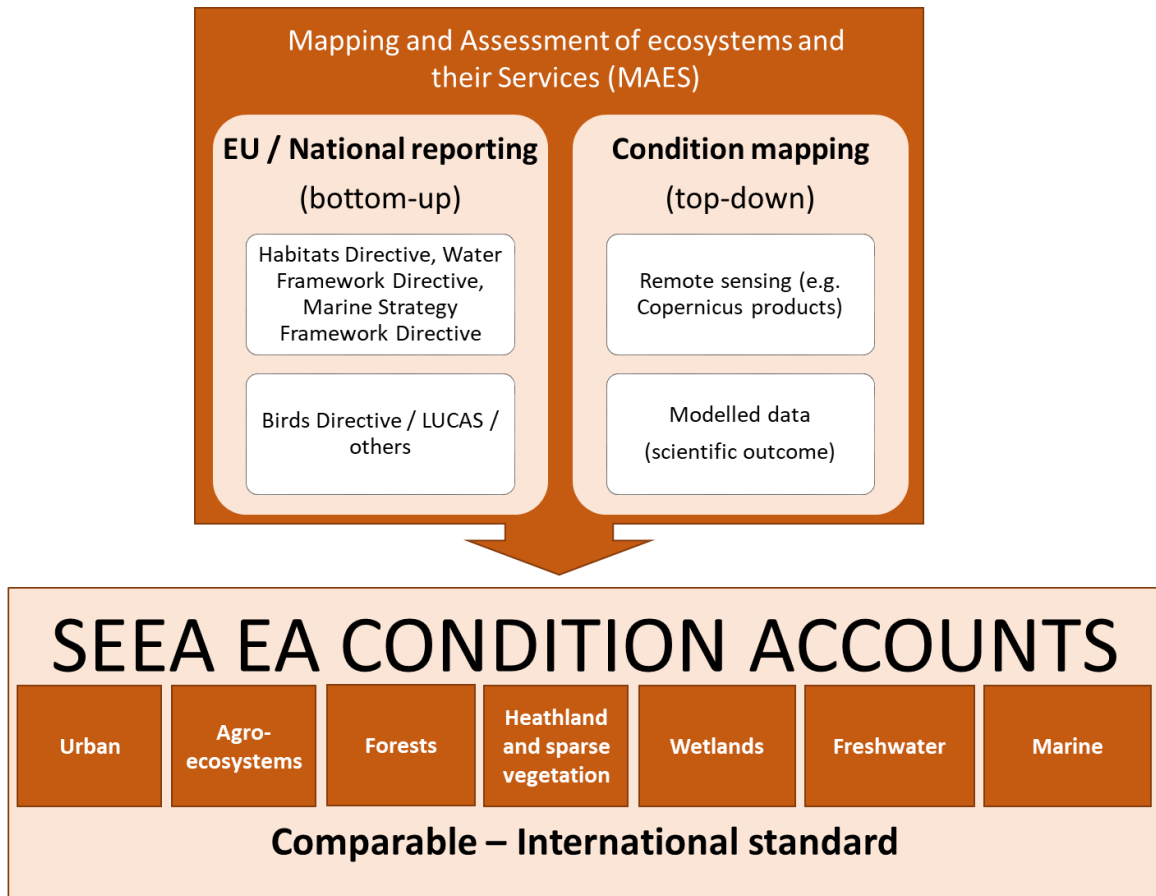 Mapping and Assessment of ecosystems and
their Services (MAES)
EU / National reporting
(bottom-up)
Habitats Directive, Water
Framework Directive,
Marine Strategy
Framework Directive
Birds Directive / LUCAS /
others
Condition mapping
(top-down)
Remote sensing (e.g.
Copernicus products)
Modelled data
(scientific outcome)
SEEA EA CONDITION ACCOUNTS
Urban
Agro-
ecosystems
Forests
Heathland
and sparse
vegetation
Wetlands
Freshwater
Marine
Comparable – International standard